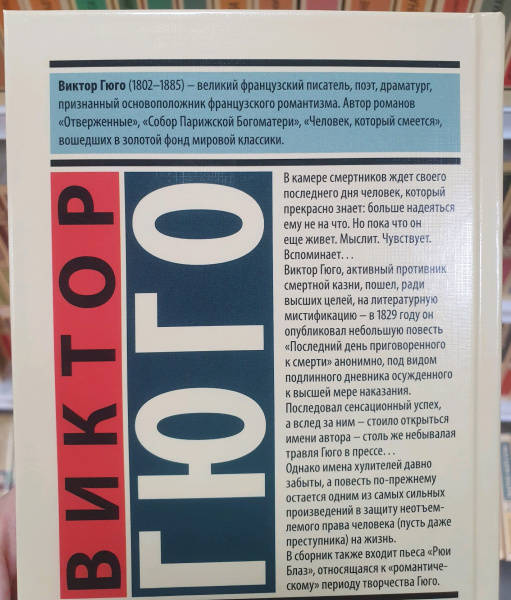 Виктор Гюго (1802–1885) – великий французский писатель, поэт, драматург,
признанный основоположник французского романтизма. Автор романов
«Отверженные», «Собор Парижской Богоматери», «Человек, который смеется»,
вошедших в золотой фонд мировой классики.
ВИКТОР
ГЮГО
В камере смертников ждет своего
последнего дня человек, который
прекрасно знает: больше надеяться
ему не на что. Но пока что он
еще живет. Мыслит. Чувствует.
Вспоминает…
Виктор Гюго, активный противник
смертной казни, пошел, ради
высших целей, на литературную
мистификацию – в 1829 году он
опубликовал небольшую повесть
«Последний день приговоренного
к смерти» анонимно, под видом
подлинного дневника осужденного
к высшей мере наказания.
Последовал сенсационный успех,
а вслед за ним – стоило открыться
имени автора – столь же небывалая
травля Гюго в прессе…
Однако имена хулителей давно
забыты, а повесть по-прежнему
остается одним из самых сильных
произведений в защиту неотъем-
лемого права человека (пусть даже
преступника) на жизнь.
В сборник также входит пьеса «Рюи
Блаз», относящаяся к «романтиче-
скому» периоду творчества Гюго.